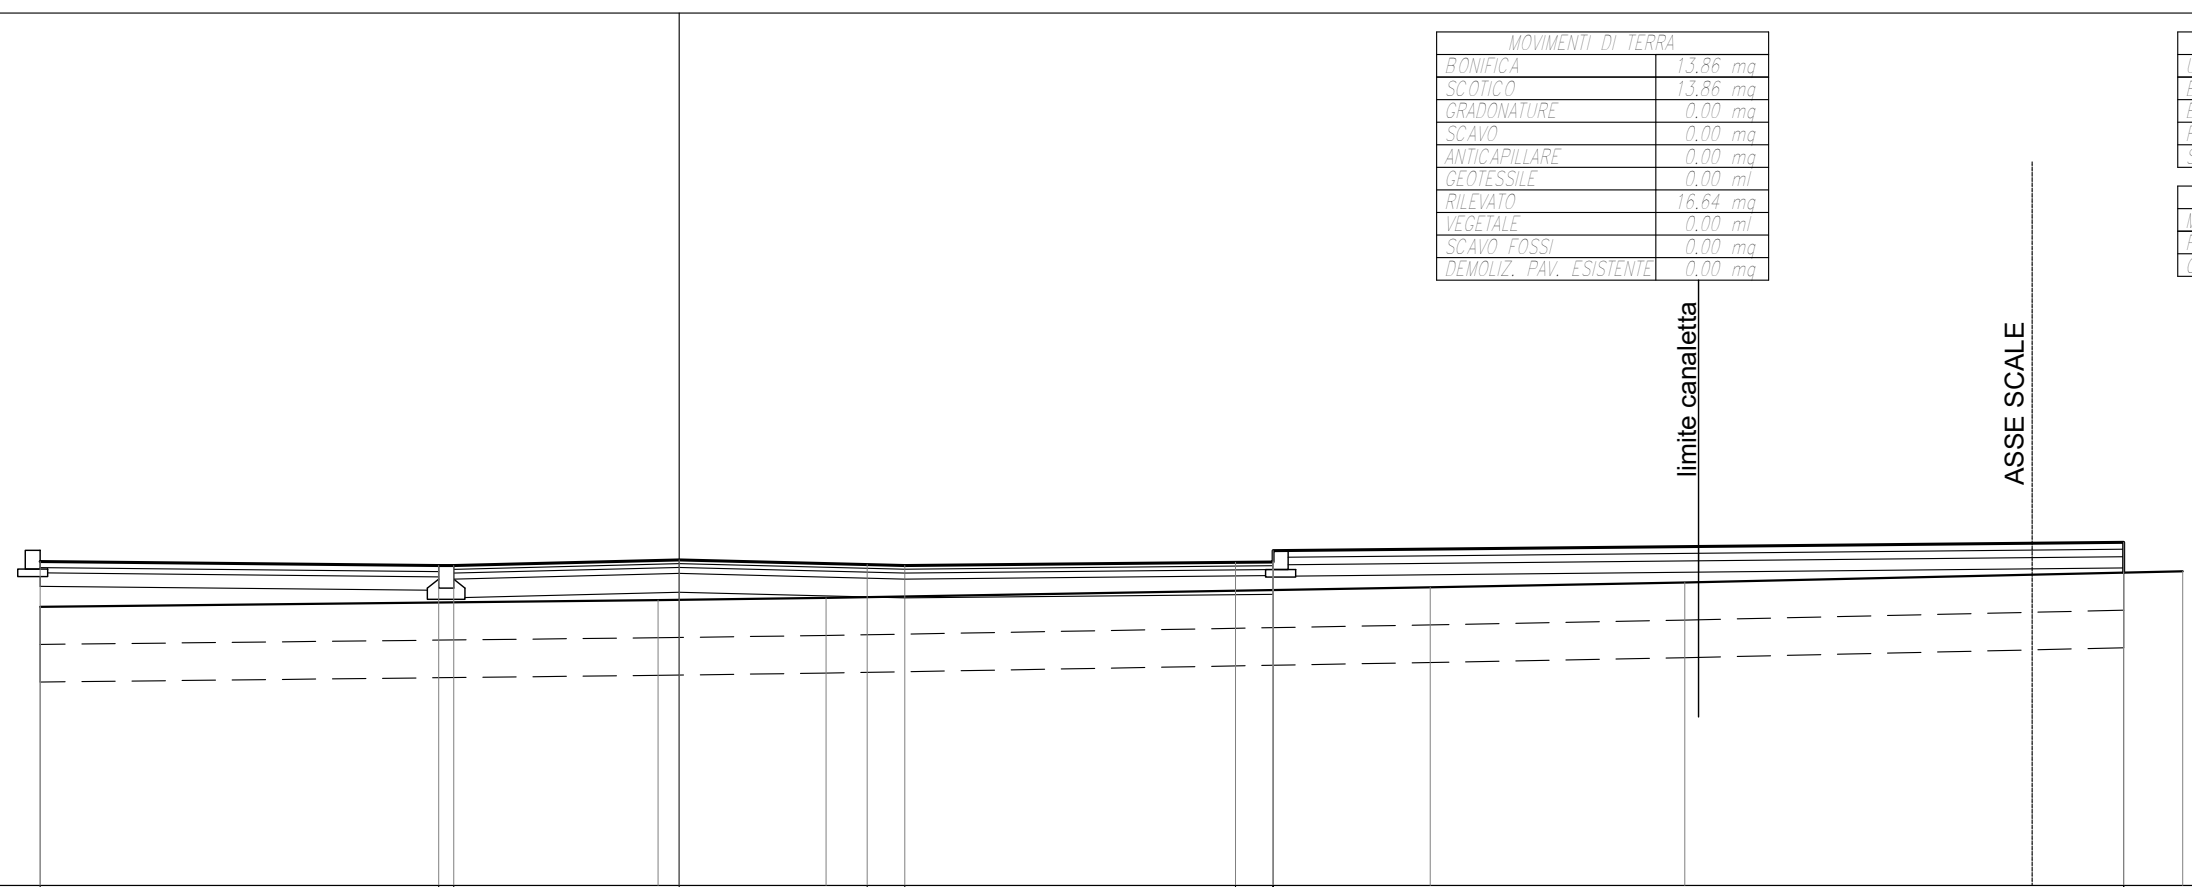 MOVIMENTI DI TERRA
BONIFICA 13.86 mq
SCOTICO 13.86 mq
GRADONATURE 0.00 mq
SCAVO 0.00 mq
ANTICAPILLARE 0.00 mq
GEOTESSILE 0.00 ml
RILEVATO 16.64 mq
VEGETALE 0.00 ml
SCAVO FOSSI 0.00 mq
DEMOLIZ. PAV. ESISTENTE 0.00 mq
limite canaletta
ASSE SCALE